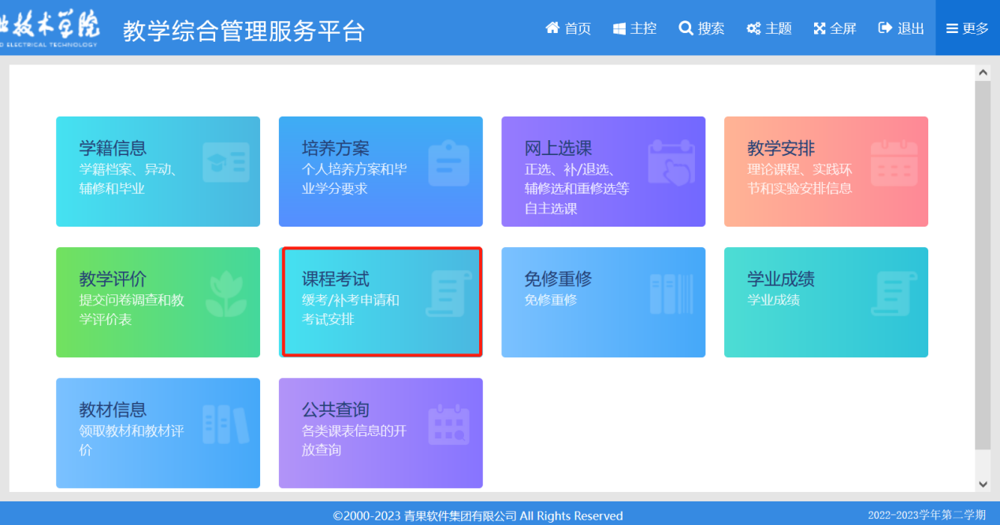 业技术学院
D ELECTRICAL TECHNOLOGY
教学综合管理服务平台
首页 主控 搜索 主题 全屏 退出 更多
学籍信息
学籍档案、异动、
辅修和毕业
培养方案
个人培养方案和毕
业学分要求
网上选课
正选、补/退选、
辅修选和重修选等
自主选课
教学安排
理论课程、实践环
节和实验安排信息
教学评价
提交问卷调查和教
学评价表
课程考试
缓考/补考申请和
考试安排
免修重修
免修重修
学业成绩
学业成绩
教材信息
领取教材和教材评
价
公共查询
各类课表信息的开
放查询
©2000-2023 青果软件集团有限公司 All Rights Reserved
2022-2023学年第二学期